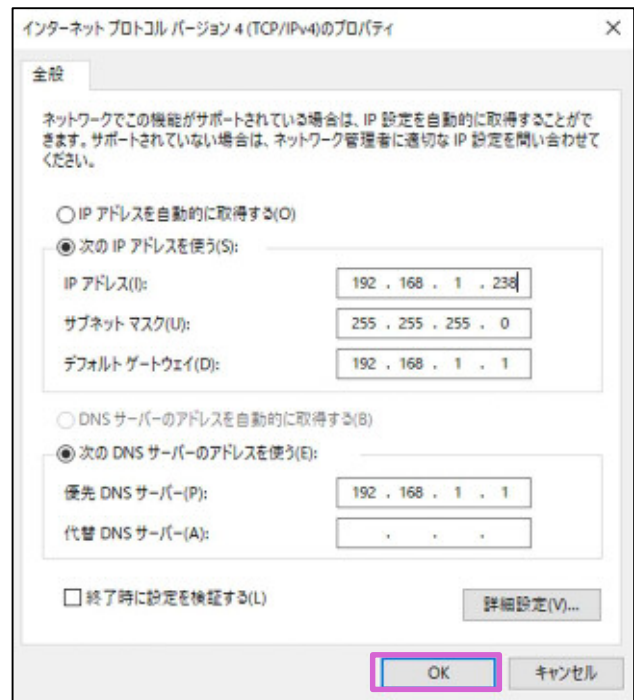 インターネット プロトコル バージョン 4 (TCP/IPv4)のプロパティ
全般
ネットワークでこの機能がサポートされている場合は、IP 設定を自動的に取得することがで
きます。サポートされていない場合は、ネットワーク管理者に適切な IP 設定を問い合わせて
ください。
IP アドレスを自動的に取得する(O)
次の IP アドレスを使う(S):
IP アドレス(I): 192 . 168 . 1 . 238
サブネット マスク(U): 255 . 255 . 255 . 0
デフォルト ゲートウェイ(D): 192 . 168 . 1 . 1
DNS サーバーのアドレスを自動的に取得する(B)
次の DNS サーバーのアドレスを使う(E):
優先 DNS サーバー(P): 192 . 168 . 1 . 1
代替 DNS サーバー(A): . . .
終了時に設定を検証する(L)
詳細設定(V)...
OK キャンセル